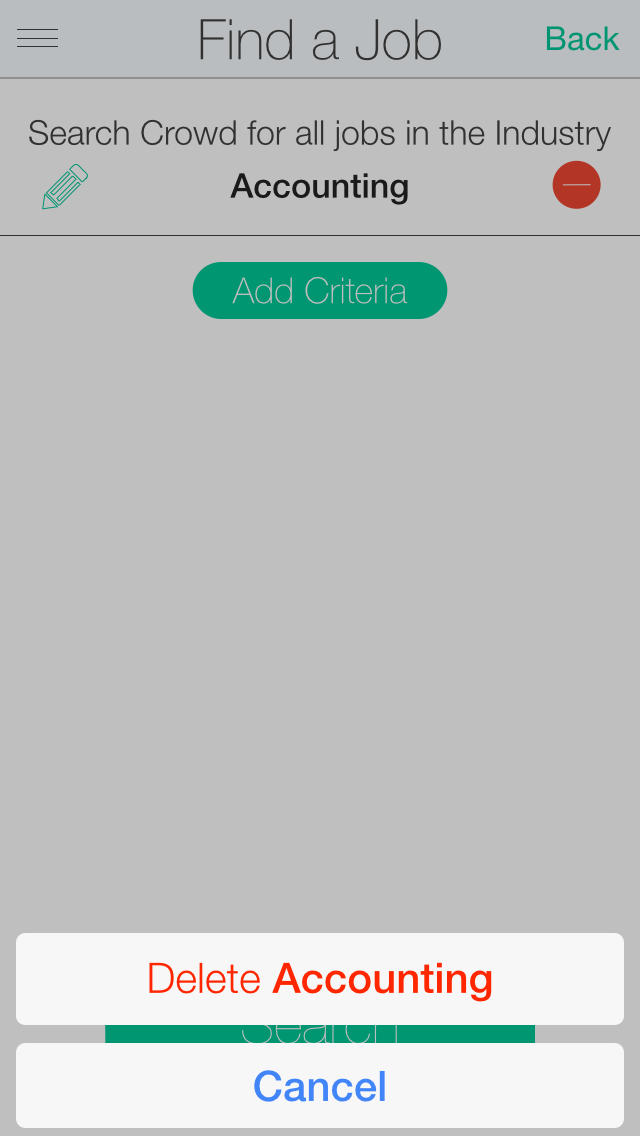 Find a Job
Back
Search Crowd for all jobs in the Industry
Accounting
Add Criteria
Delete Accounting
Search
Cancel